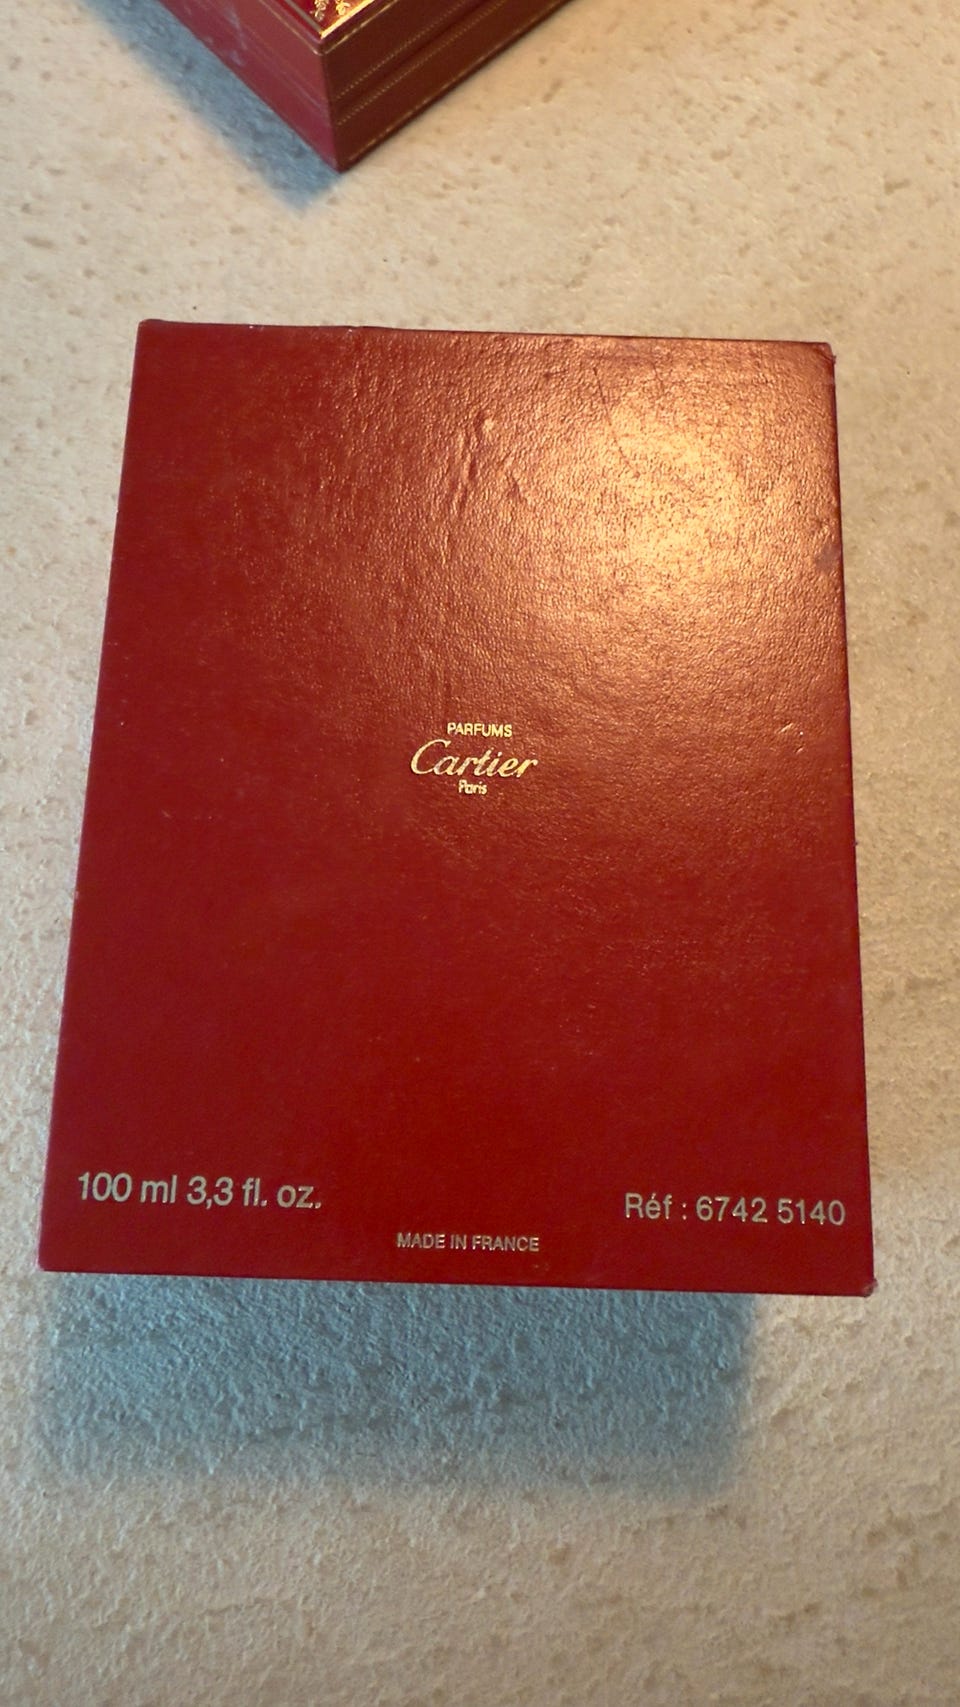 PARFUMS
Cartier
Paris
100 ml 3,3 fl. oz.
Réf : 6742 5140
MADE IN FRANCE